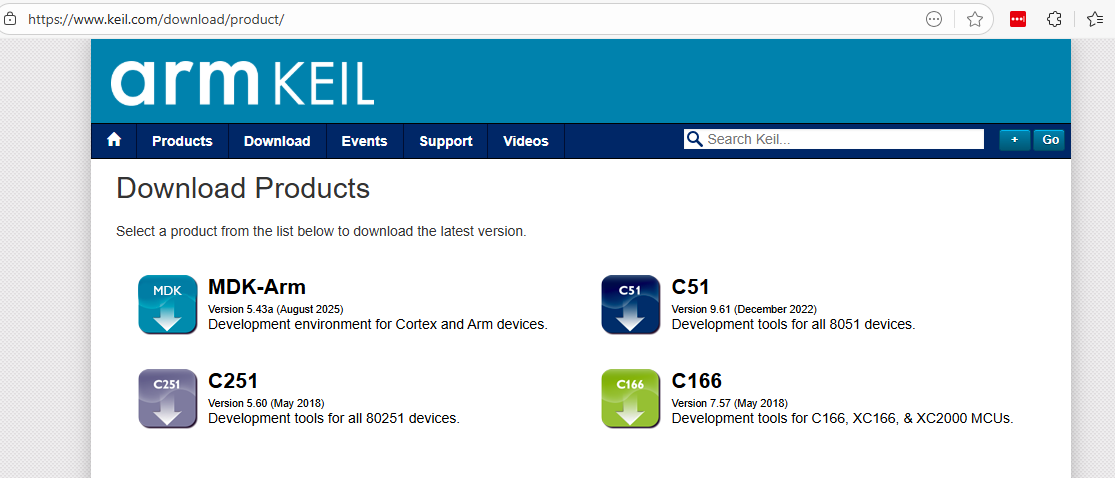 https://www.keil.com/download/product/
arm KEIL
Products Download Events Support Videos Search Keil... + Go
Download Products
Select a product from the list below to download the latest version.
MDK
MDK-Arm
Version 5.43a (August 2025)
Development environment for Cortex and Arm devices.
C51
C51
Version 9.61 (December 2022)
Development tools for all 8051 devices.
C251
C251
Version 5.60 (May 2018)
Development tools for all 80251 devices.
C166
C166
Version 7.57 (May 2018)
Development tools for C166, XC166, & XC2000 MCUs.